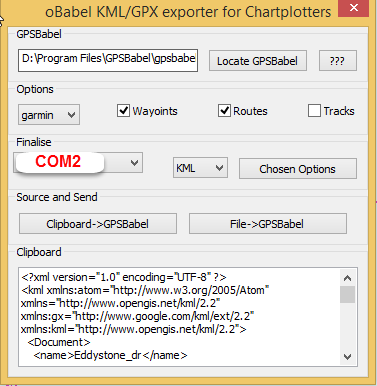 oBabel KML/GPX exporter for Chartplotters
GPSBabel
D:\Program Files\GPSBabel\gpsbabe Locate GPSBabel ???
Options
garmin Waypoints Routes Tracks
Finalise
COM2 KML Chosen Options
Source and Send
Clipboard->GPSBabel File->GPSBabel
Clipboard
<?xml version="1.0" encoding="UTF-8" ?>
<kml xmlns:atom="http://www.w3.org/2005/Atom"
xmlns="http://www.opengis.net/kml/2.2"
xmlns:gx="http://www.google.com/kml/ext/2.2"
xmlns:kml="http://www.opengis.net/kml/2.2">
<Document>
<name>Eddystone_dr</name>